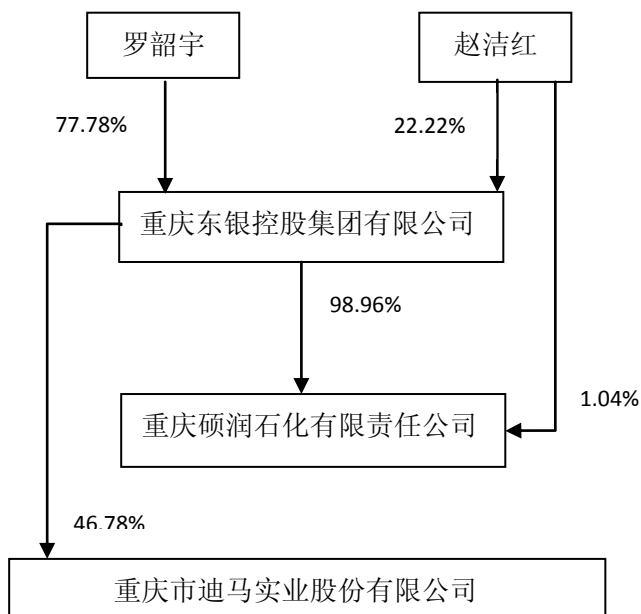 罗韶宇
赵洁红
77.78%
22.22%
重庆东银控股集团有限公司
98.96%
重庆硕润石化有限责任公司
1.04%
46.78%
重庆市迪马实业股份有限公司